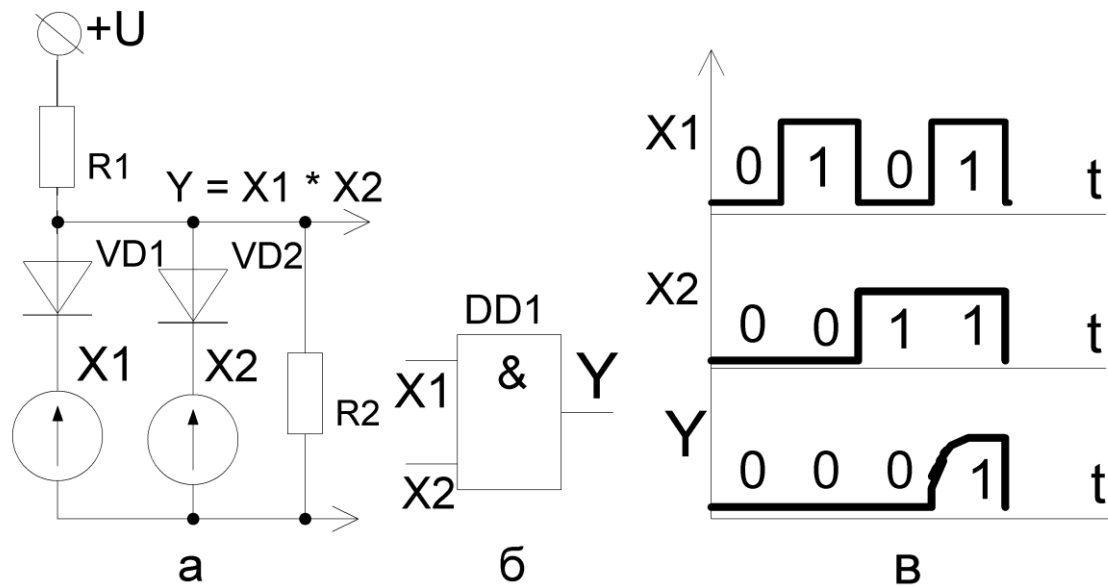 +U
R1
Y = X1 * X2
VD1
VD2
X1
X2
R2
а
DD1
&
X1
X2
Y
б
X1
0 1 0 1
t
X2
0 0 1 1
t
Y
0 0 0 1
t
в